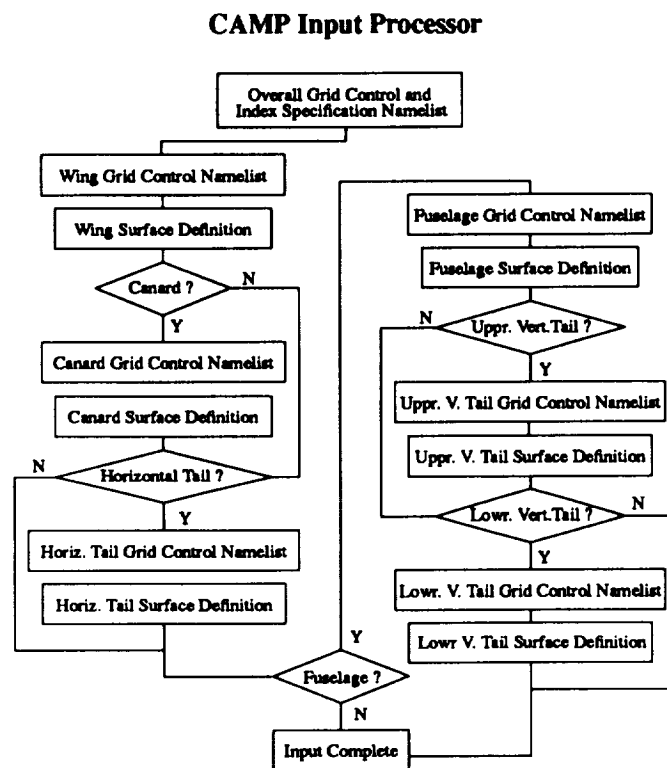 CAMP Input Processor
Overall Grid Control and
Index Specification Namelist
Wing Grid Control Namelist
Wing Surface Definition
Canard ?
N
Y
Canard Grid Control Namelist
Canard Surface Definition
N
Horizontal Tail ?
Y
Horiz. Tail Grid Control Namelist
Horiz. Tail Surface Definition
Y
Fuselage ?
N
Input Complete
Fuselage Grid Control Namelist
Fuselage Surface Definition
N
Uppr. Vert.Tail ?
Y
Uppr. V. Tail Grid Control Namelist
Uppr. V. Tail Surface Definition
Lowr. Vert.Tail ?
N
Y
Lowr. V. Tail Grid Control Namelist
Lowr V. Tail Surface Definition